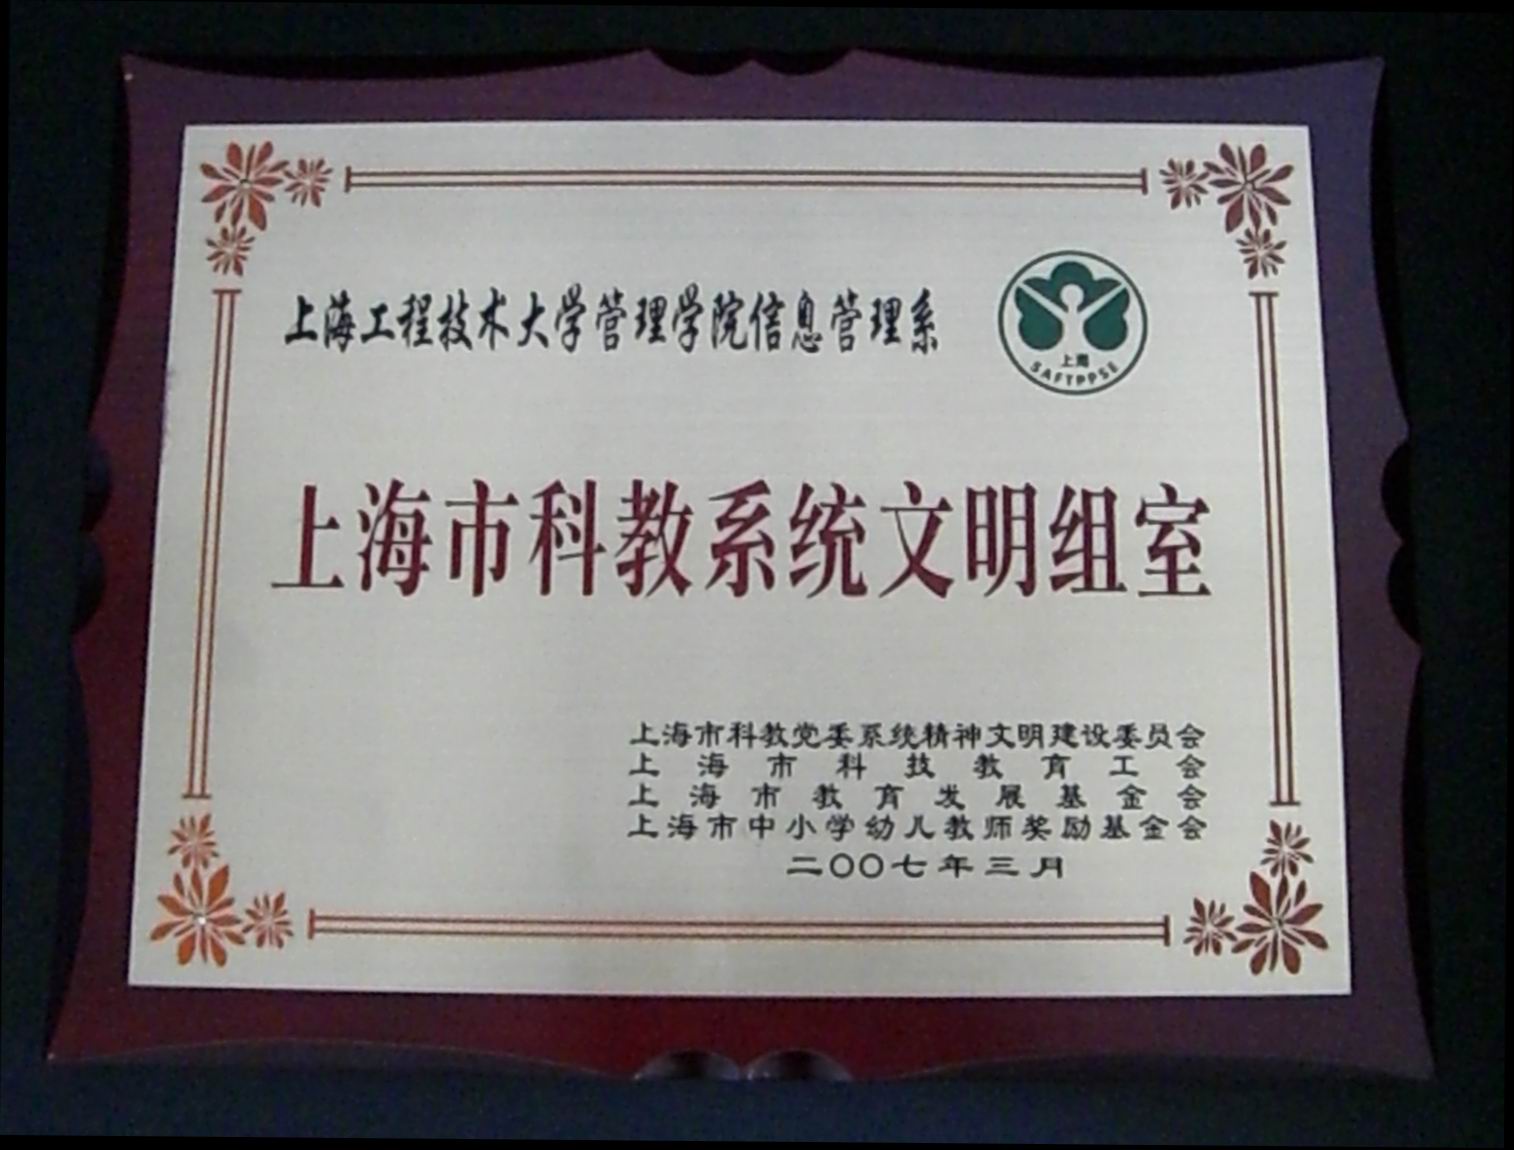 上海工程技术大学管理学院信息管理系
上海
SAFTPPSE
上海市科教系统文明组室
上海市科教党委系统精神文明建设委员会
上海市科技教育工会
上海市教育发展基金会
上海市中小学幼儿教师奖励基金会
二〇〇七年三月